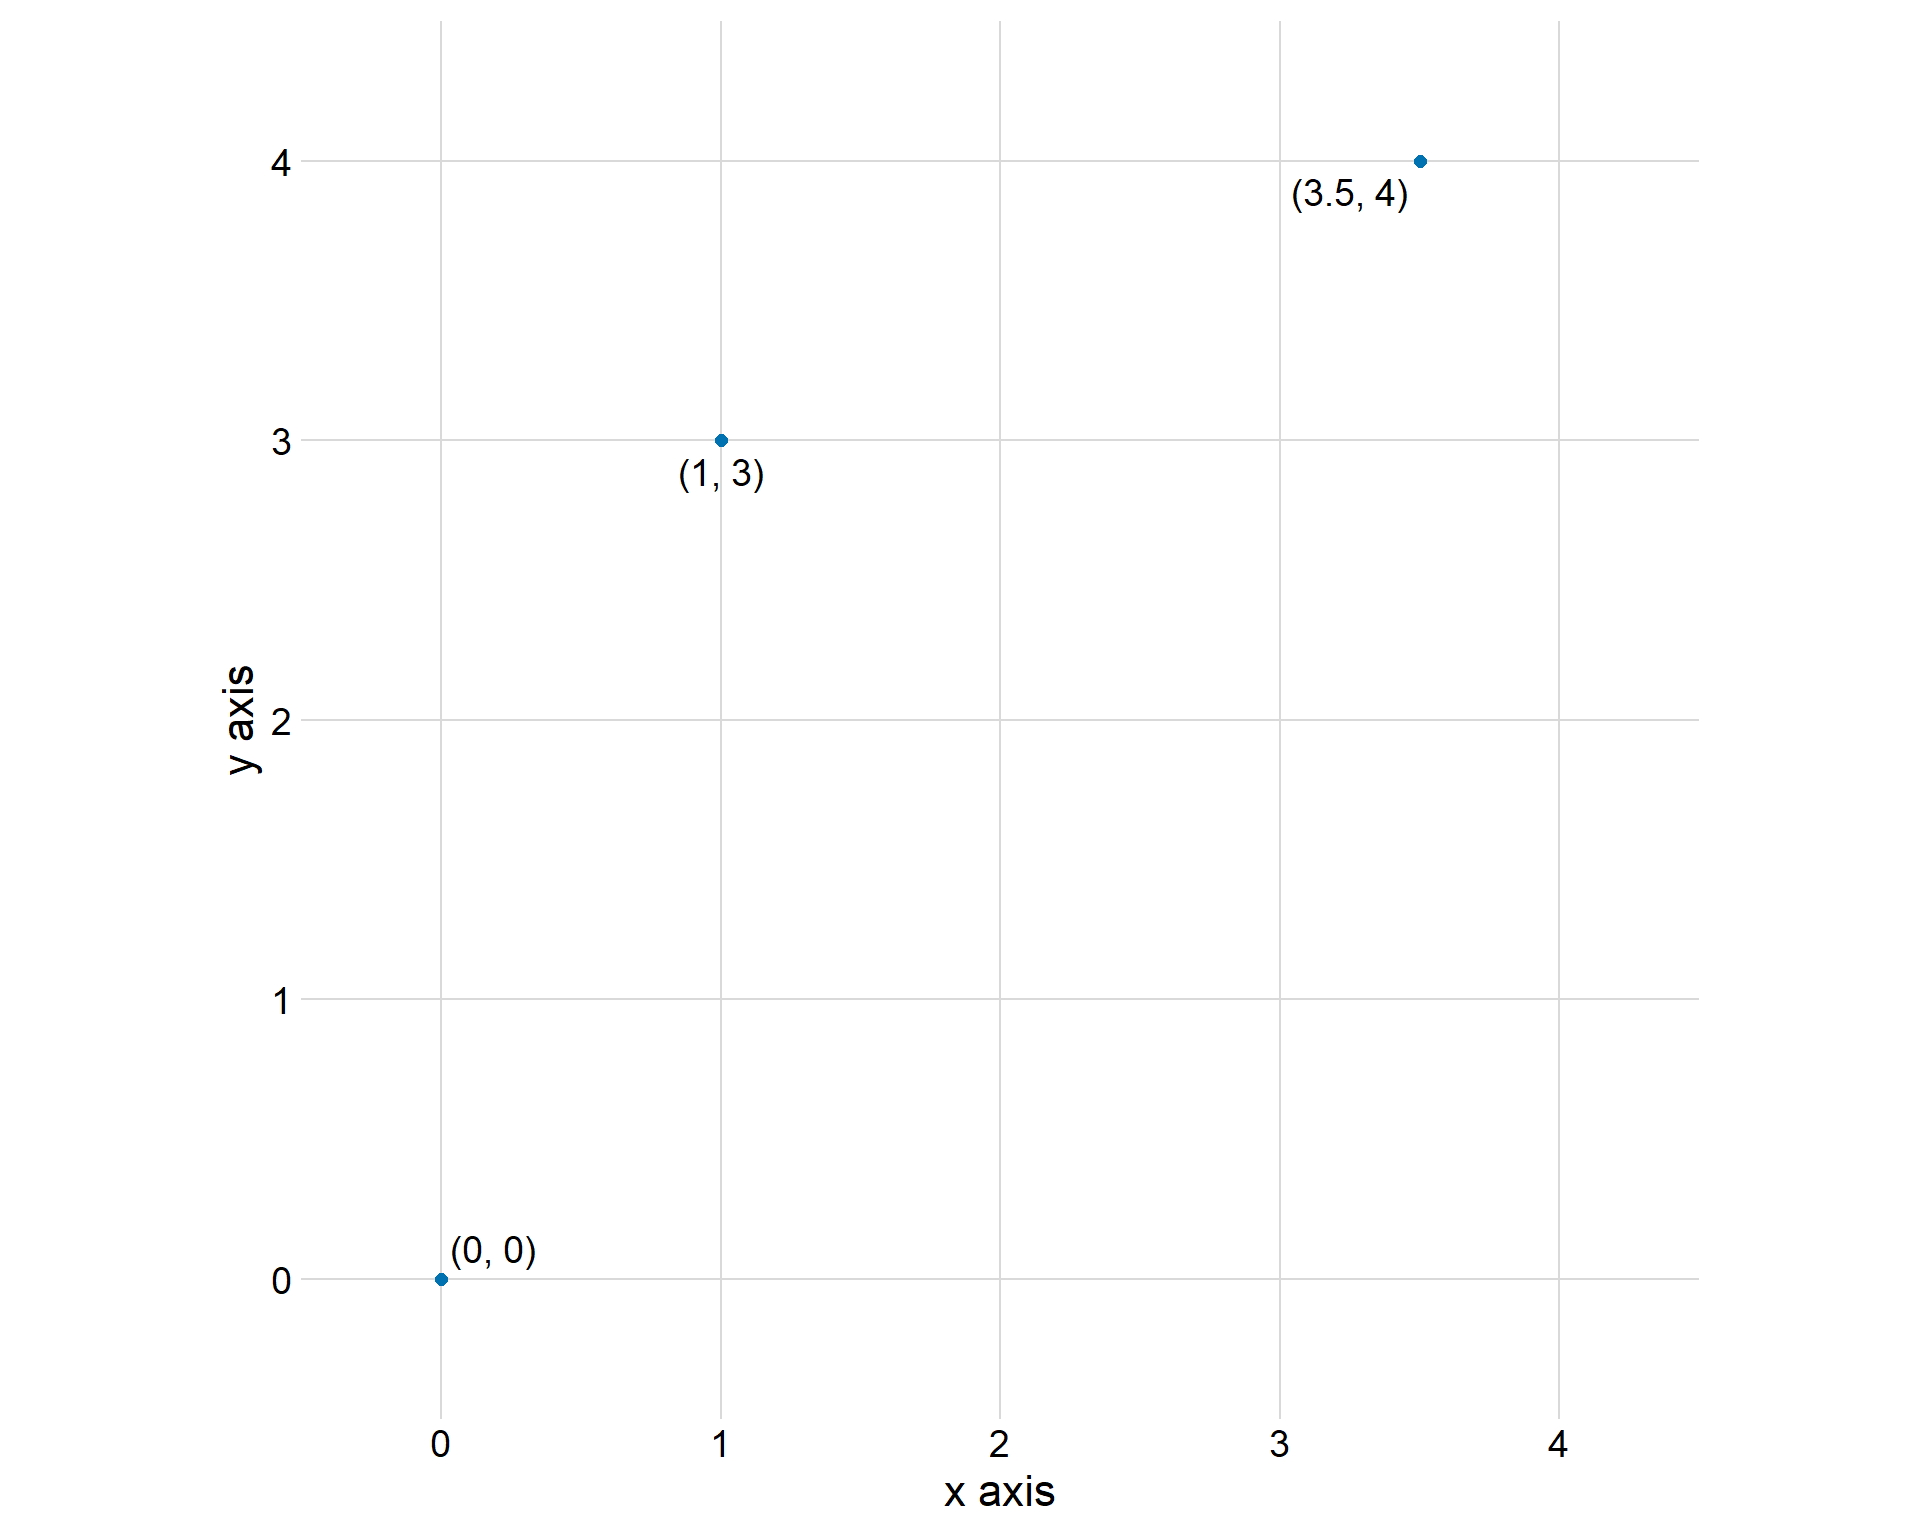 4
(3.5, 4)
3
(1, 3)
y axis
2
1
(0, 0)
0
0 1 2 3 4
x axis